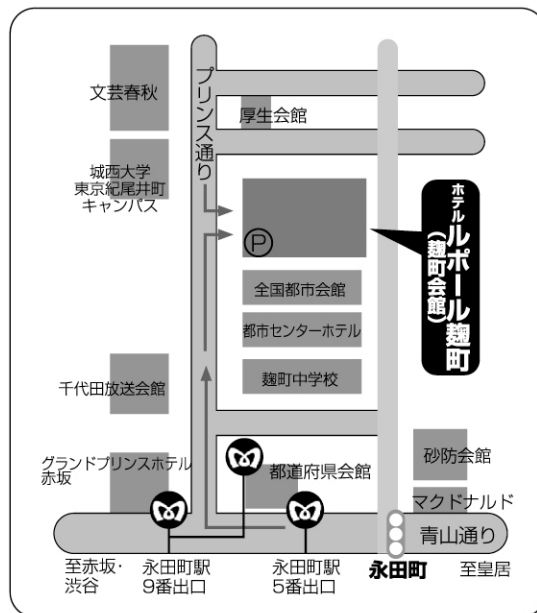 文芸春秋
プリンス通り
厚生会館
城西大学
東京紀尾井町
キャンパス
P
ホテル
ルポール麹町
(麹町会館)
全国都市会館
都市センターホテル
麹町中学校
千代田放送会館
グランドプリンスホテル
赤坂
都道府県会館
砂防会館
マクドナルド
青山通り
至赤坂・
渋谷
永田町駅
9番出口
永田町駅
5番出口
永田町
至皇居